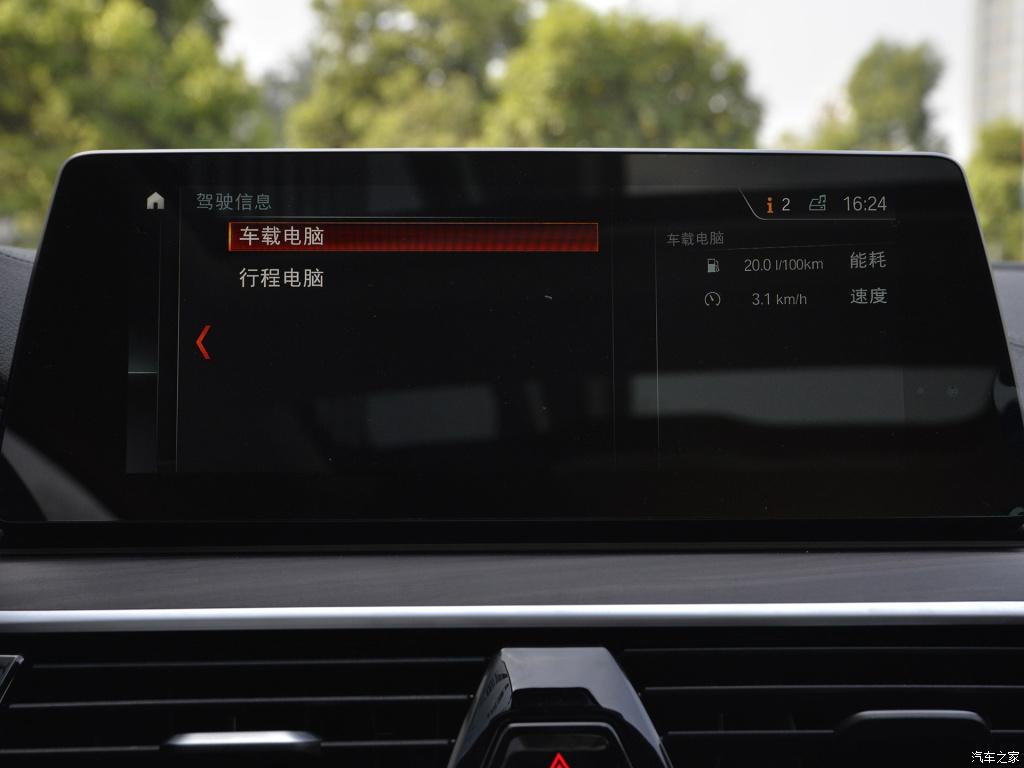 驾驶信息
i 2 16:24
车载电脑
行程电脑
车载电脑
20.0 l/100km 能耗
3.1 km/h 速度
汽车之家